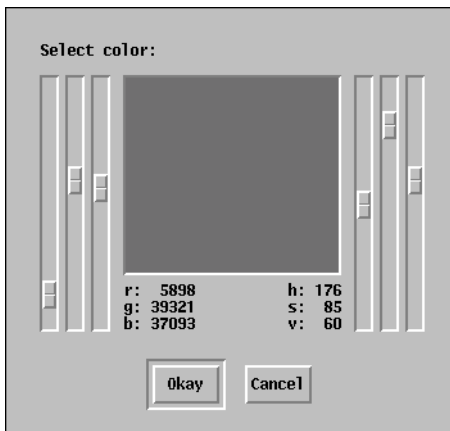 Select color:
r: 5898 h: 176
g: 39321 s: 85
b: 37093 v: 60
Okay Cancel